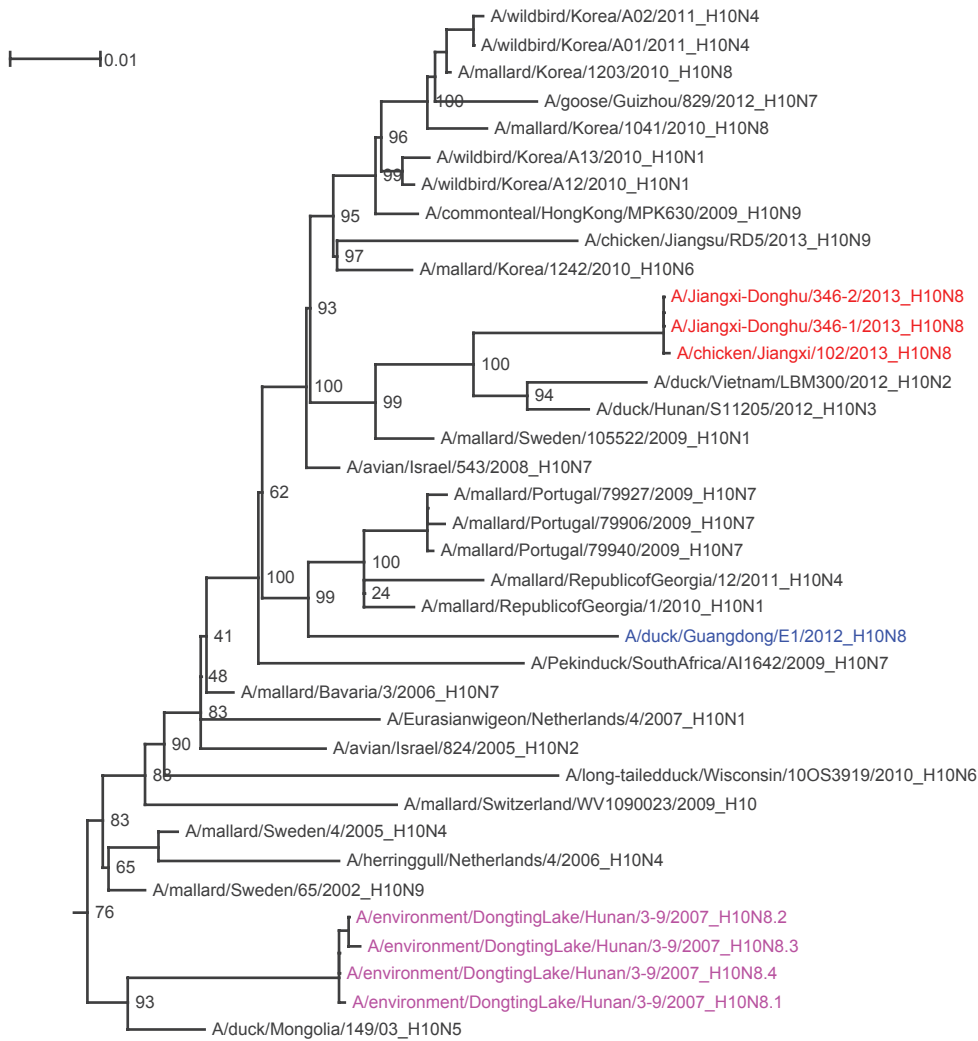 A/wildbird/Korea/A02/2011_H10N4
A/wildbird/Korea/A01/2011_H10N4
0.01
A/mallard/Korea/1203/2010_H10N8
100
A/goose/Guizhou/829/2012_H10N7
A/mallard/Korea/1041/2010_H10N8
96
A/wildbird/Korea/A13/2010_H10N1
99
A/wildbird/Korea/A12/2010_H10N1
95
A/commonteal/HongKong/MPK630/2009_H10N9
A/chicken/Jiangsu/RD5/2013_H10N9
97
A/mallard/Korea/1242/2010_H10N6
A/Jiangxi-Donghu/346-2/2013_H10N8
93
A/Jiangxi-Donghu/346-1/2013_H10N8
A/chicken/Jiangxi/102/2013_H10N8
100
100
A/duck/Vietnam/LBM300/2012_H10N2
94
99
A/duck/Hunan/S11205/2012_H10N3
A/mallard/Sweden/105522/2009_H10N1
A/avian/Israel/543/2008_H10N7
62
A/mallard/Portugal/79927/2009_H10N7
A/mallard/Portugal/79906/2009_H10N7
A/mallard/Portugal/79940/2009_H10N7
100
100
A/mallard/RepublicofGeorgia/12/2011_H10N4
99
24
A/mallard/RepublicofGeorgia/1/2010_H10N1
41
A/duck/Guangdong/E1/2012_H10N8
A/Pekinduck/SouthAfrica/AI1642/2009_H10N7
48
A/mallard/Bavaria/3/2006_H10N7
83
A/Eurasianwigeon/Netherlands/4/2007_H10N1
90
A/avian/Israel/824/2005_H10N2
83
A/long-tailedduck/Wisconsin/10OS3919/2010_H10N6
A/mallard/Switzerland/WV1090023/2009_H10
83
A/mallard/Sweden/4/2005_H10N4
65
A/herringgull/Netherlands/4/2006_H10N4
A/mallard/Sweden/65/2002_H10N9
76
A/environment/DongtingLake/Hunan/3-9/2007_H10N8.2
A/environment/DongtingLake/Hunan/3-9/2007_H10N8.3
A/environment/DongtingLake/Hunan/3-9/2007_H10N8.4
93
A/environment/DongtingLake/Hunan/3-9/2007_H10N8.1
A/duck/Mongolia/149/03_H10N5